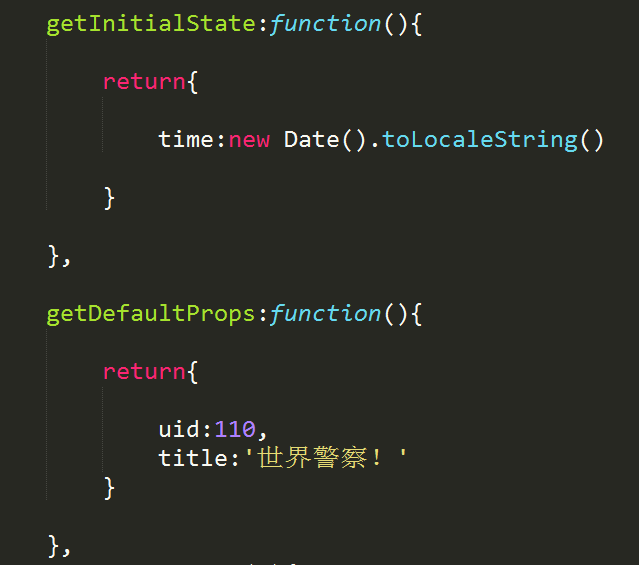 getInitialState:function(){
return{
time:new Date().toLocaleString()
}
},
getDefaultProps:function(){
return{
uid:110,
title:'世界警察！'
}
},